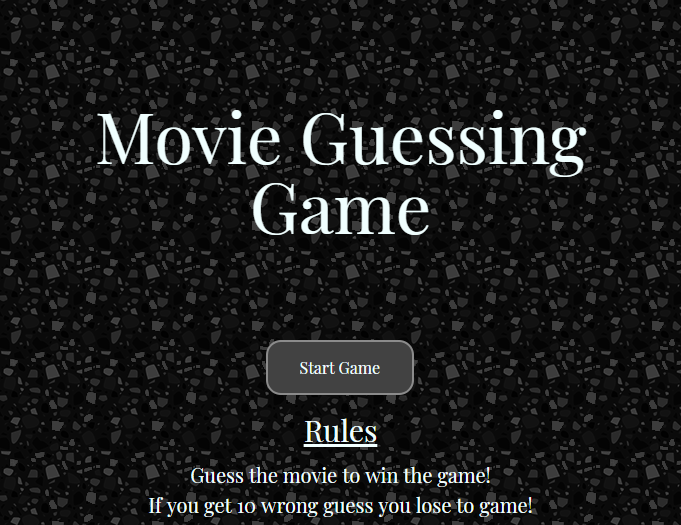 Movie Guessing
Game
Start Game
Rules
Guess the movie to win the game!
If you get 10 wrong guess you lose to game!